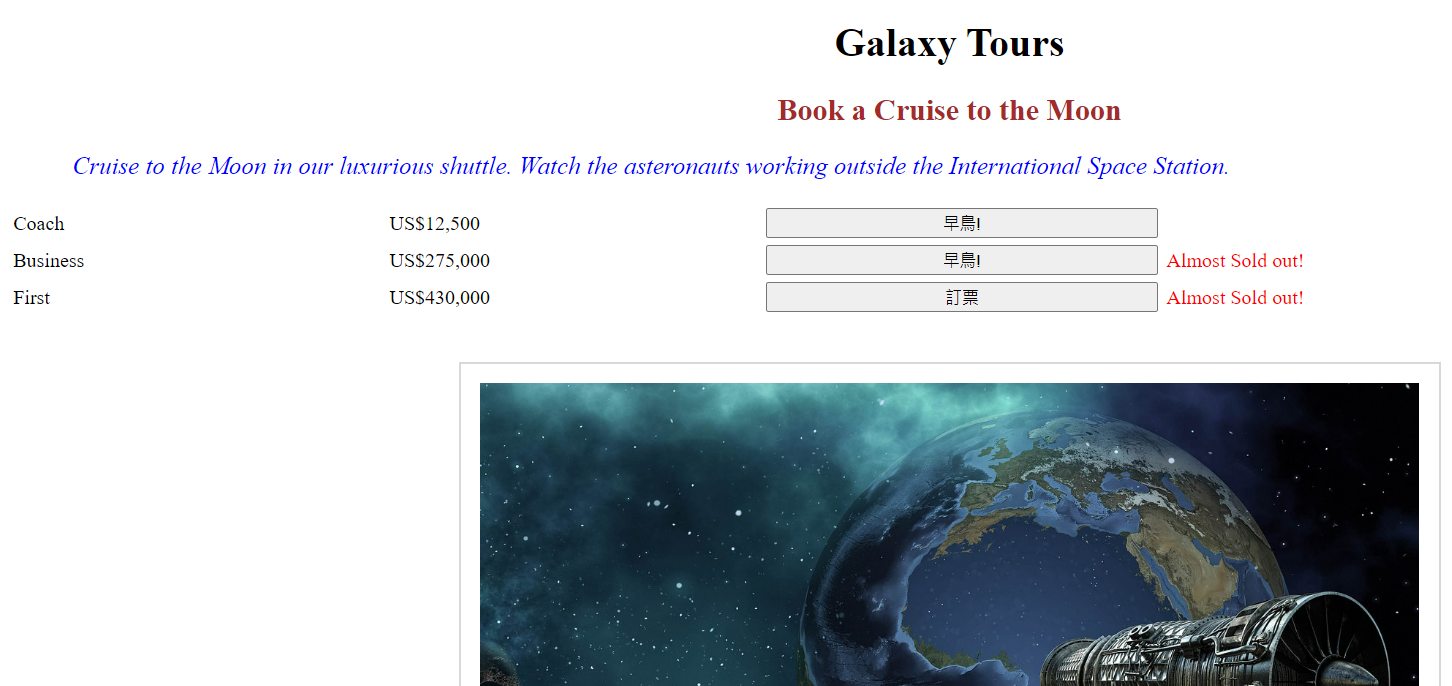 Galaxy Tours
Book a Cruise to the Moon
Cruise to the Moon in our luxurious shuttle. Watch the asteronauts working outside the International Space Station.
Coach US$12,500 早鳥!
Business US$275,000 早鳥! Almost Sold out!
First US$430,000 訂票 Almost Sold out!